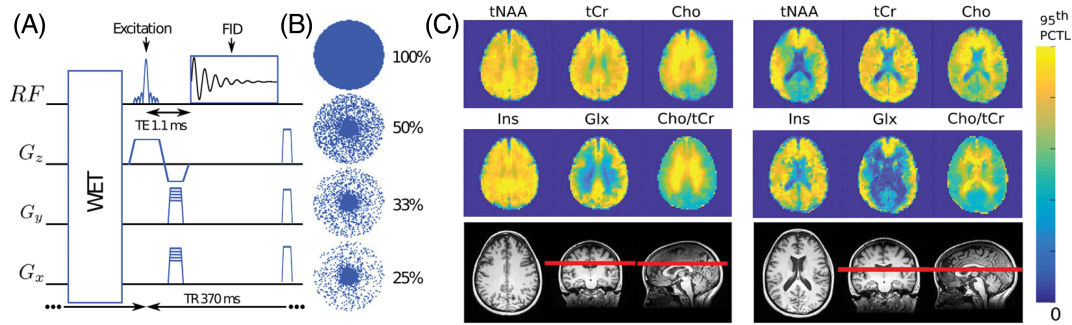 (A)
Excitation
FID
RF
TE 1.1 ms
Gz
WET
Gy
Gx
TR 370 ms
(B)
100%
50%
33%
25%
(C)
tNAA tCr Cho
Ins Glx Cho/tCr
tNAA tCr Cho
Ins Glx Cho/tCr
95th
PCTL
0